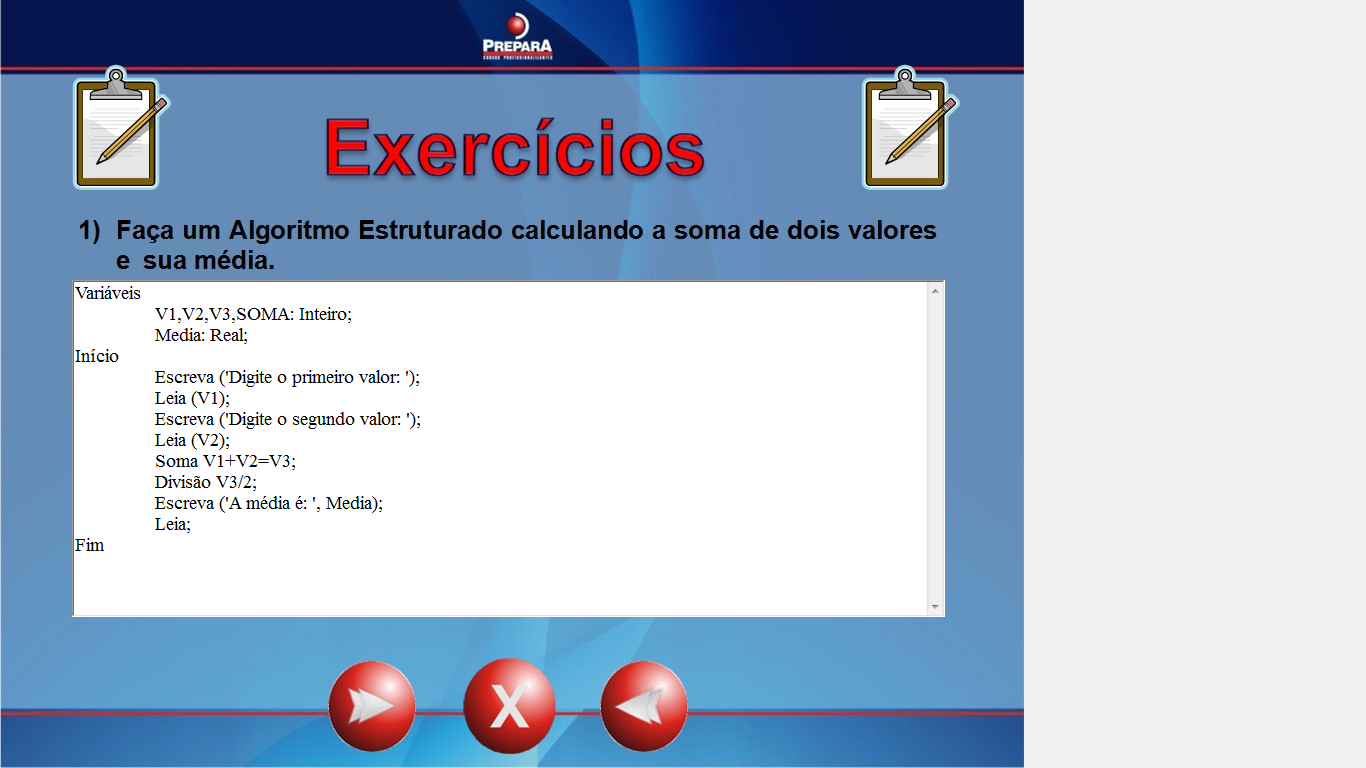 PREPARA
CURSOS PROFISSIONALIZANTES
Exercícios
1) Faça um Algoritmo Estruturado calculando a soma de dois valores
e sua média.
Variáveis
V1,V2,V3,SOMA: Inteiro;
Media: Real;
Início
Escreva ('Digite o primeiro valor: ');
Leia (V1);
Escreva ('Digite o segundo valor: ');
Leia (V2);
Soma V1+V2=V3;
Divisão V3/2;
Escreva ('A média é: ', Media);
Leia;
Fim
X